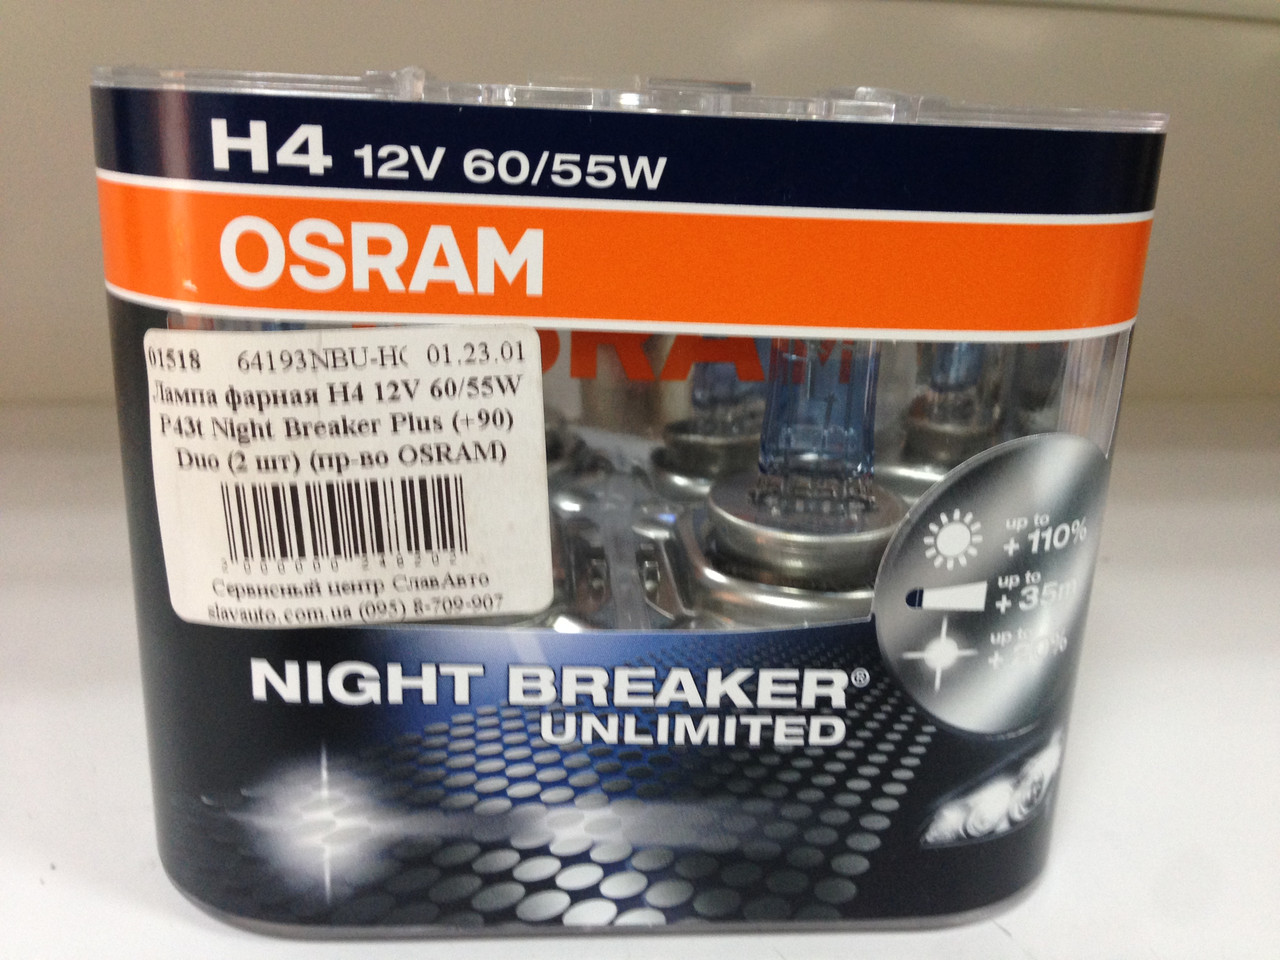 H4 12V 60/55W
OSRAM
01518 64193NBU-H 01.23.01
Лампа фарная H4 12V 60/55W
P43t Night Breaker Plus (+90)
Duo (2 шт) (пр-во OSRAM)
Сервисный центр СлавАвто
slavauto.com.ua (095) 8-709-907
up to
+ 110%
up to
+ 35m
up to
NIGHT BREAKER®
UNLIMITED